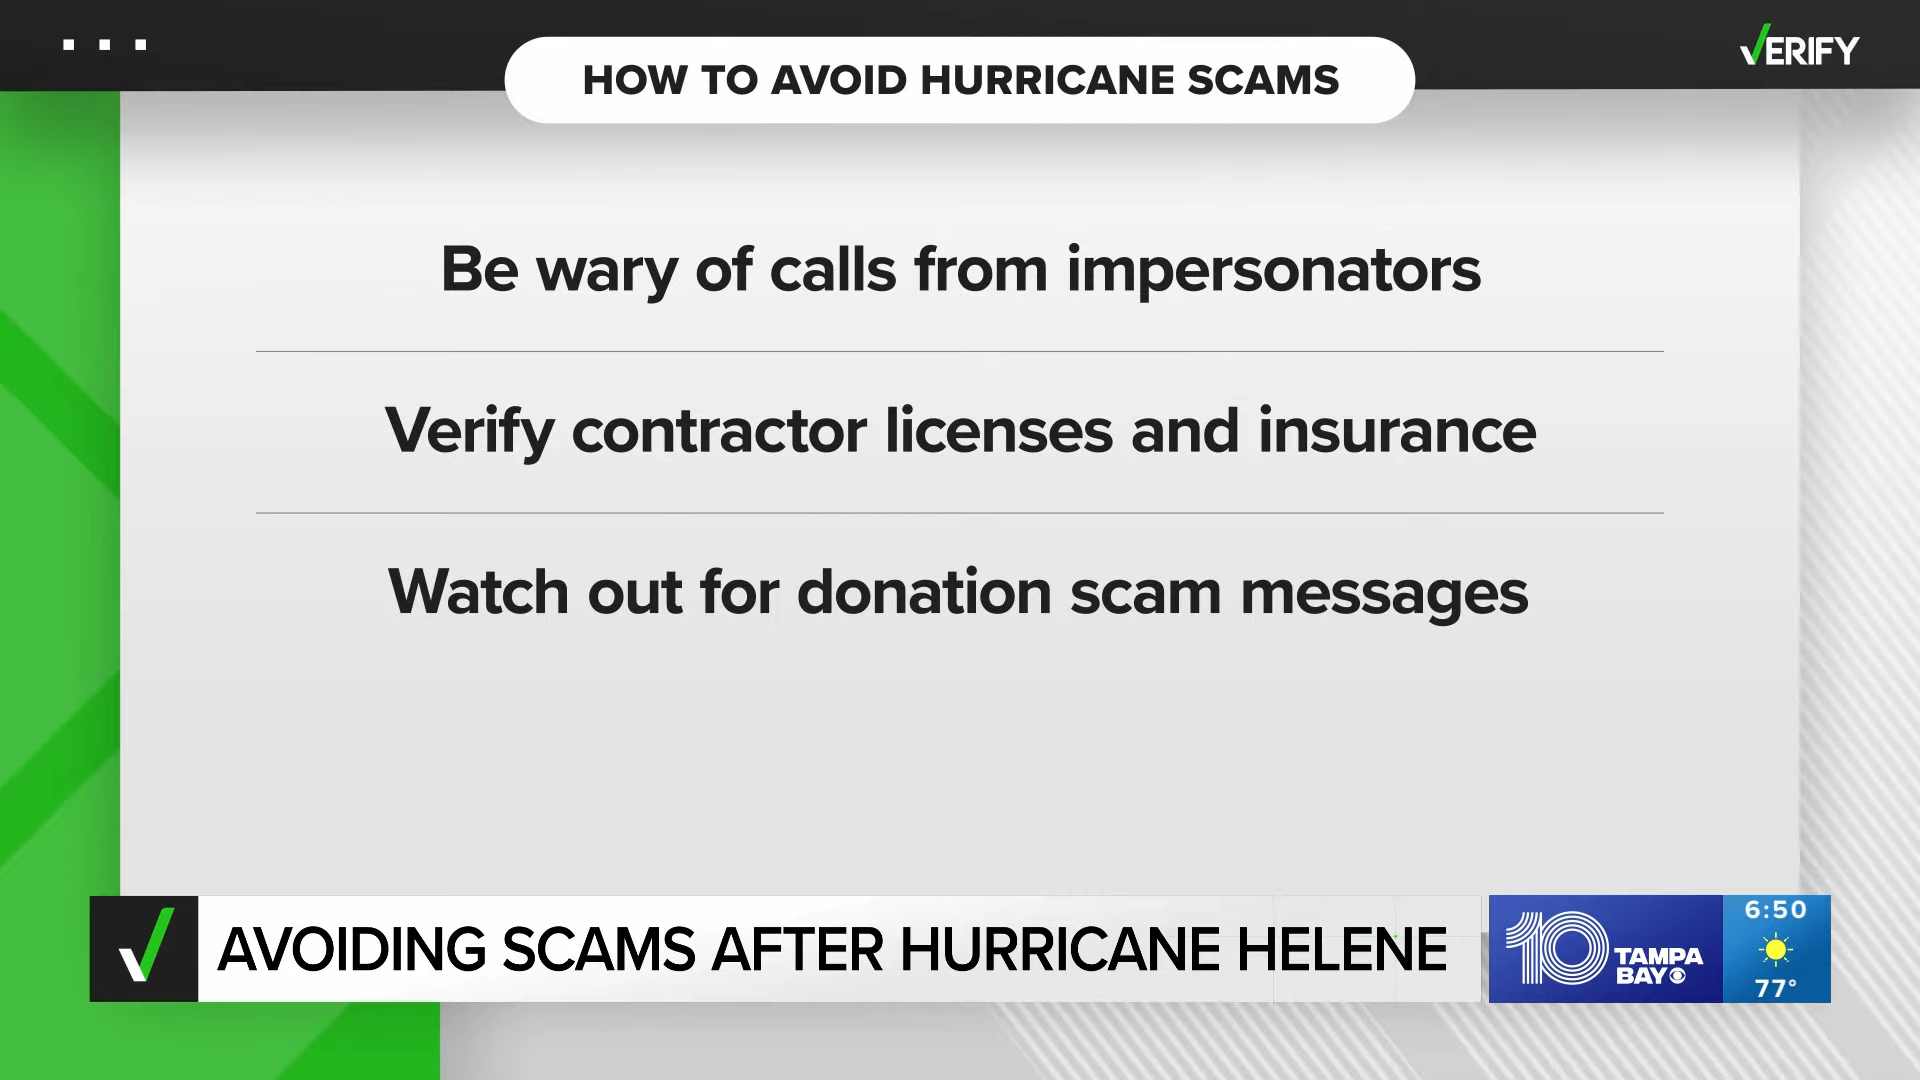 VERIFY
HOW TO AVOID HURRICANE SCAMS
Be wary of calls from impersonators
Verify contractor licenses and insurance
Watch out for donation scam messages
AVOIDING SCAMS AFTER HURRICANE HELENE
10 TAMPA
BAY
6:50
77°